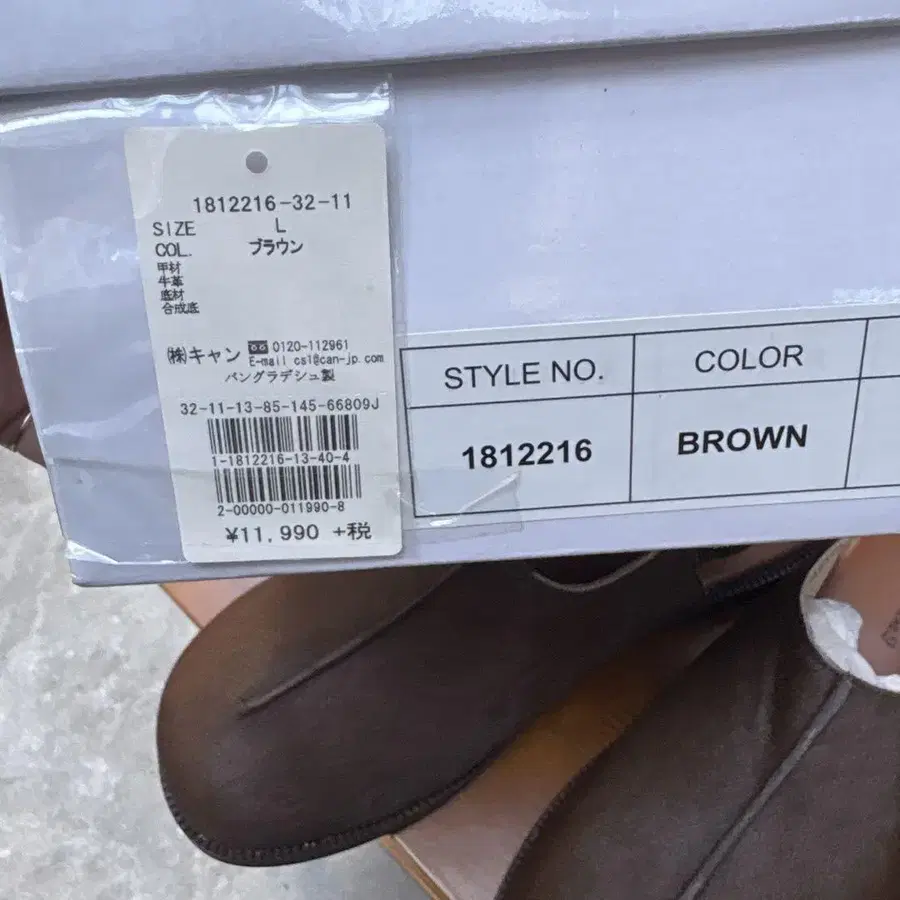 1812216-32-11
SIZE L
COL. ブラウン
甲材
牛革
底材
合成底
㈱キャン 0120-112961
E-mail cs1@can-jp.com
バングラデシュ製
32-11-13-85-145-66809J
1-1812216-13-40-4
2-00000-011990-8
¥11,990 +税
STYLE NO. COLOR
1812216 BROWN